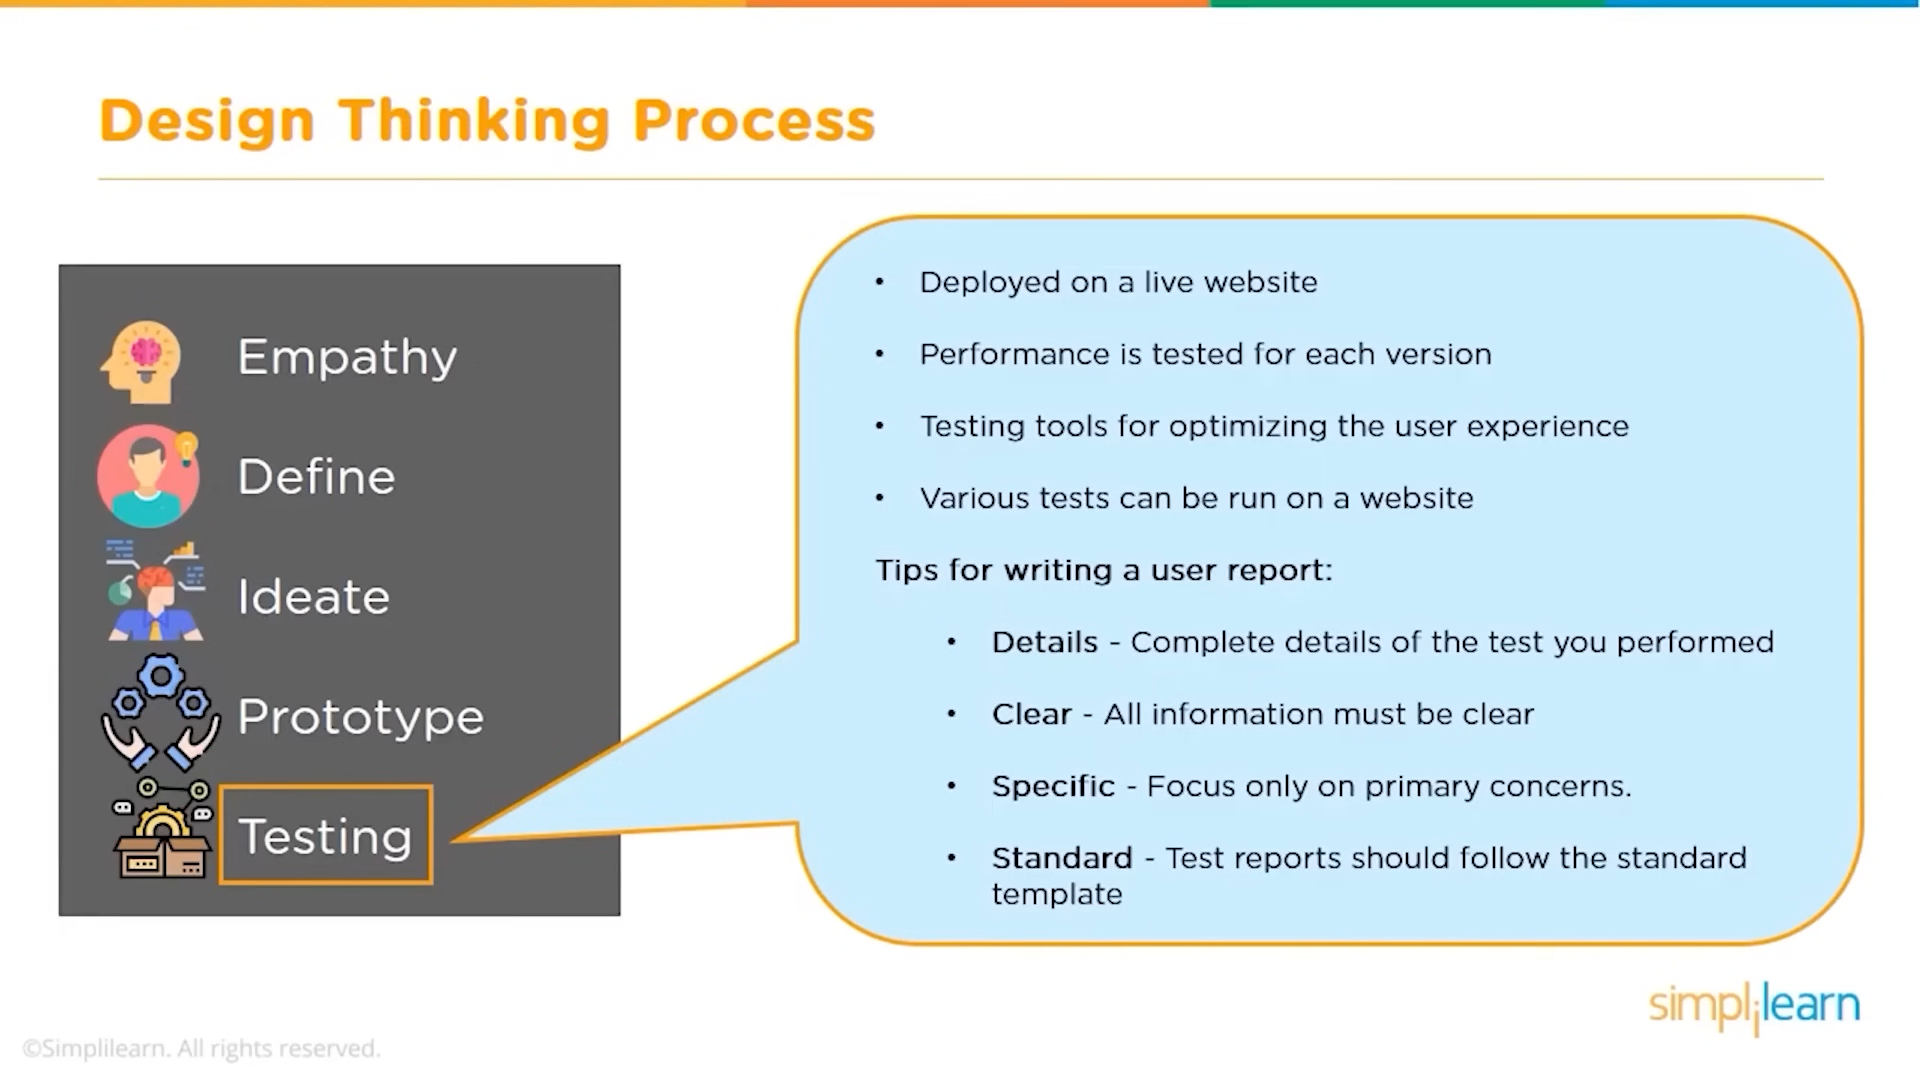 Design Thinking Process
Empathy
Define
Ideate
Prototype
Testing
• Deployed on a live website
• Performance is tested for each version
• Testing tools for optimizing the user experience
• Various tests can be run on a website
Tips for writing a user report:
• Details - Complete details of the test you performed
• Clear - All information must be clear
• Specific - Focus only on primary concerns.
• Standard - Test reports should follow the standard
template
simplilearn
©Simplilearn. All rights reserved.